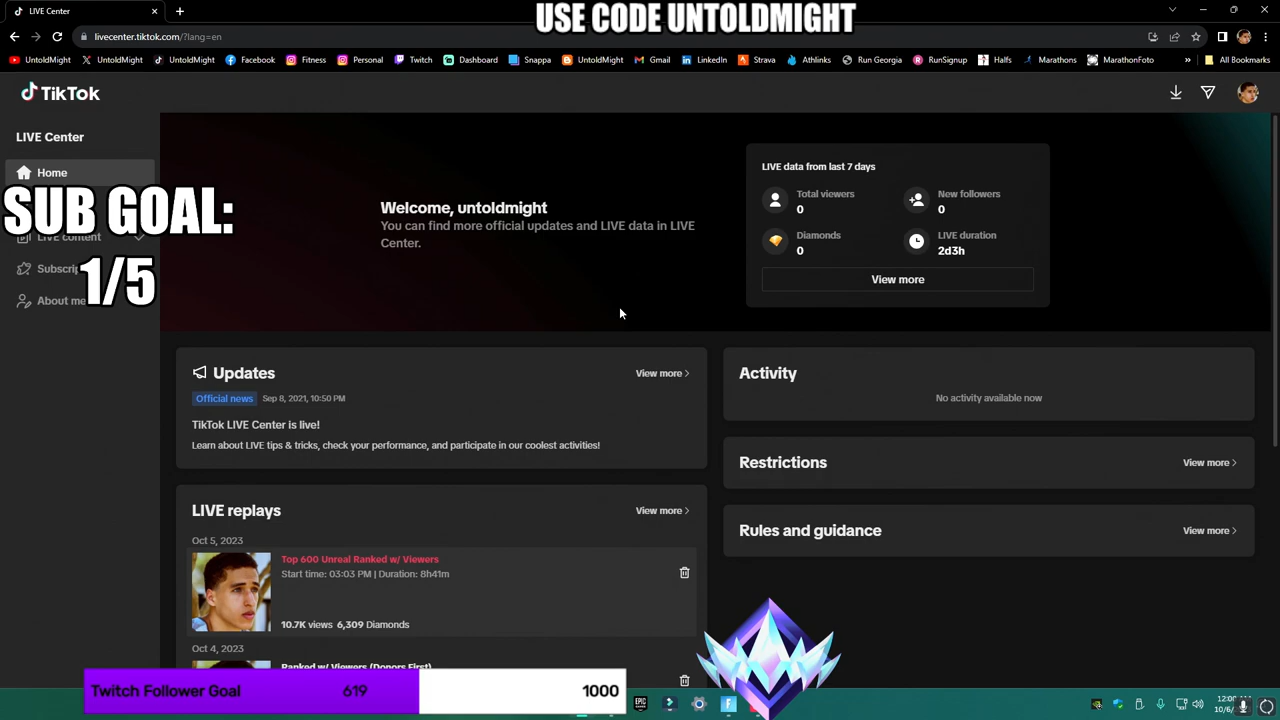 LIVE Center
USE CODE UNTOLDMIGHT
livecenter.tiktok.com/?lang=en
UntoldMight
UntoldMight
UntoldMight
Facebook
Fitness
Personal
Twitch
Dashboard
Snappa
UntoldMight
Gmail
LinkedIn
Strava
Athlinks
Run Georgia
RunSignup
Halfs
Marathons
MarathonFoto
»
All Bookmarks
TikTok
LIVE Center
Home
SUB GOAL:
1/5
LIVE content
About me
Welcome, untoldmight
You can find more official updates and LIVE data in LIVE
Center.
LIVE data from last 7 days
Total viewers
0
New followers
0
Diamonds
0
LIVE duration
2d3h
View more
Updates
View more >
Official news Sep 8, 2021, 10:50 PM
TikTok LIVE Center is live!
Learn about LIVE tips & tricks, check your performance, and participate in our coolest activities!
Activity
No activity available now
Restrictions
View more >
Rules and guidance
View more >
LIVE replays
View more >
Oct 5, 2023
Top 600 Unreal Ranked w/ Viewers
Start time: 03:03 PM | Duration: 8h41m
10.7K views 6,309 Diamonds
Oct 4, 2023
Ranked w/ Viewers (Donors First)
Twitch Follower Goal 619 1000
EPIC